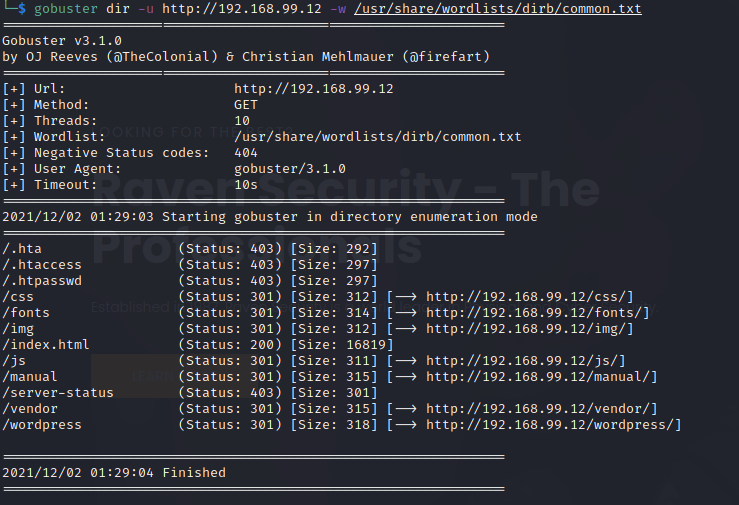 $ gobuster dir -u http://192.168.99.12 -w /usr/share/wordlists/dirb/common.txt
===============================================================
Gobuster v3.1.0
by OJ Reeves (@TheColonial) & Christian Mehlmauer (@firefart)
===============================================================
[+] Url:                     http://192.168.99.12
[+] Method:                  GET
[+] Threads:                 10
[+] Wordlist:                /usr/share/wordlists/dirb/common.txt
[+] Negative Status codes:   404
[+] User Agent:              gobuster/3.1.0
[+] Timeout:                 10s
===============================================================
2021/12/02 01:29:03 Starting gobuster in directory enumeration mode
===============================================================
/.hta                 (Status: 403) [Size: 292]
/.htaccess            (Status: 403) [Size: 297]
/.htpasswd            (Status: 403) [Size: 297]
/css                  (Status: 301) [Size: 312] [--> http://192.168.99.12/css/]
/fonts                (Status: 301) [Size: 314] [--> http://192.168.99.12/fonts/]
/img                  (Status: 301) [Size: 312] [--> http://192.168.99.12/img/]
/index.html           (Status: 200) [Size: 16819]
/js                   (Status: 301) [Size: 311] [--> http://192.168.99.12/js/]
/manual               (Status: 301) [Size: 315] [--> http://192.168.99.12/manual/]
/server-status        (Status: 403) [Size: 301]
/vendor               (Status: 301) [Size: 315] [--> http://192.168.99.12/vendor/]
/wordpress            (Status: 301) [Size: 318] [--> http://192.168.99.12/wordpress/]
===============================================================
2021/12/02 01:29:04 Finished
===============================================================
Raven Security - The
Professionals